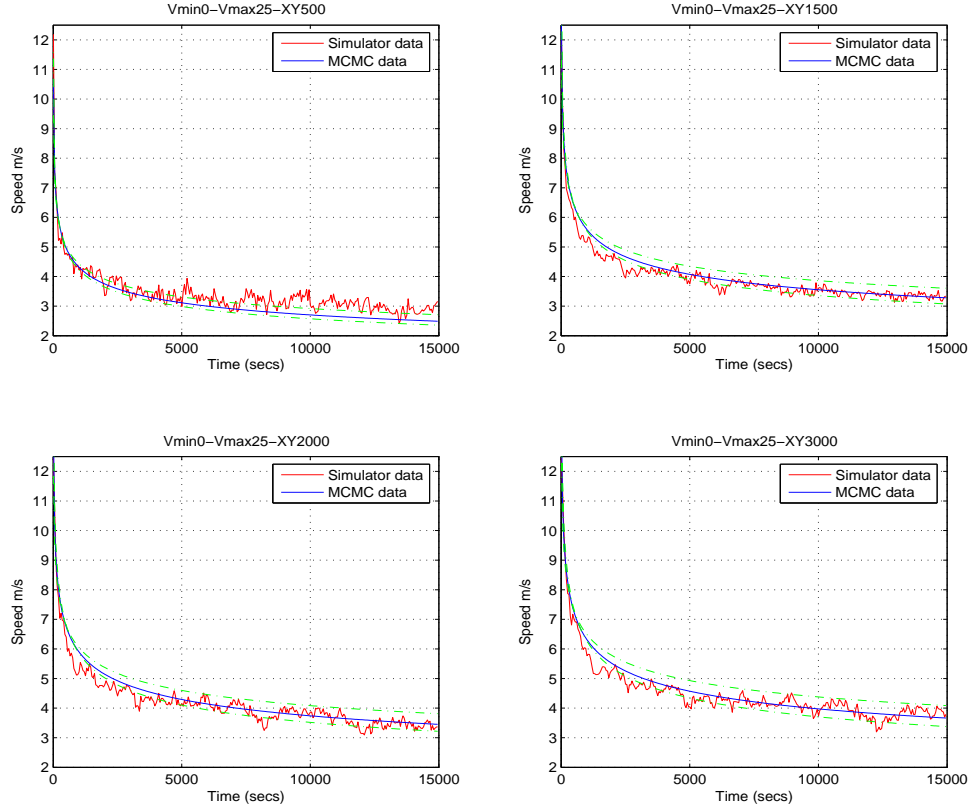 Vmin0−Vmax25−XY500
12
11
10
9
8
7
6
5
4
3
2
Speed m/s
Simulator data
MCMC data
0 5000 10000 15000
Time (secs)
Vmin0−Vmax25−XY1500
12
11
10
9
8
7
6
5
4
3
2
Speed m/s
Simulator data
MCMC data
0 5000 10000 15000
Time (secs)
Vmin0−Vmax25−XY2000
12
11
10
9
8
7
6
5
4
3
2
Speed m/s
Simulator data
MCMC data
0 5000 10000 15000
Time (secs)
Vmin0−Vmax25−XY3000
12
11
10
9
8
7
6
5
4
3
2
Speed m/s
Simulator data
MCMC data
0 5000 10000 15000
Time (secs)